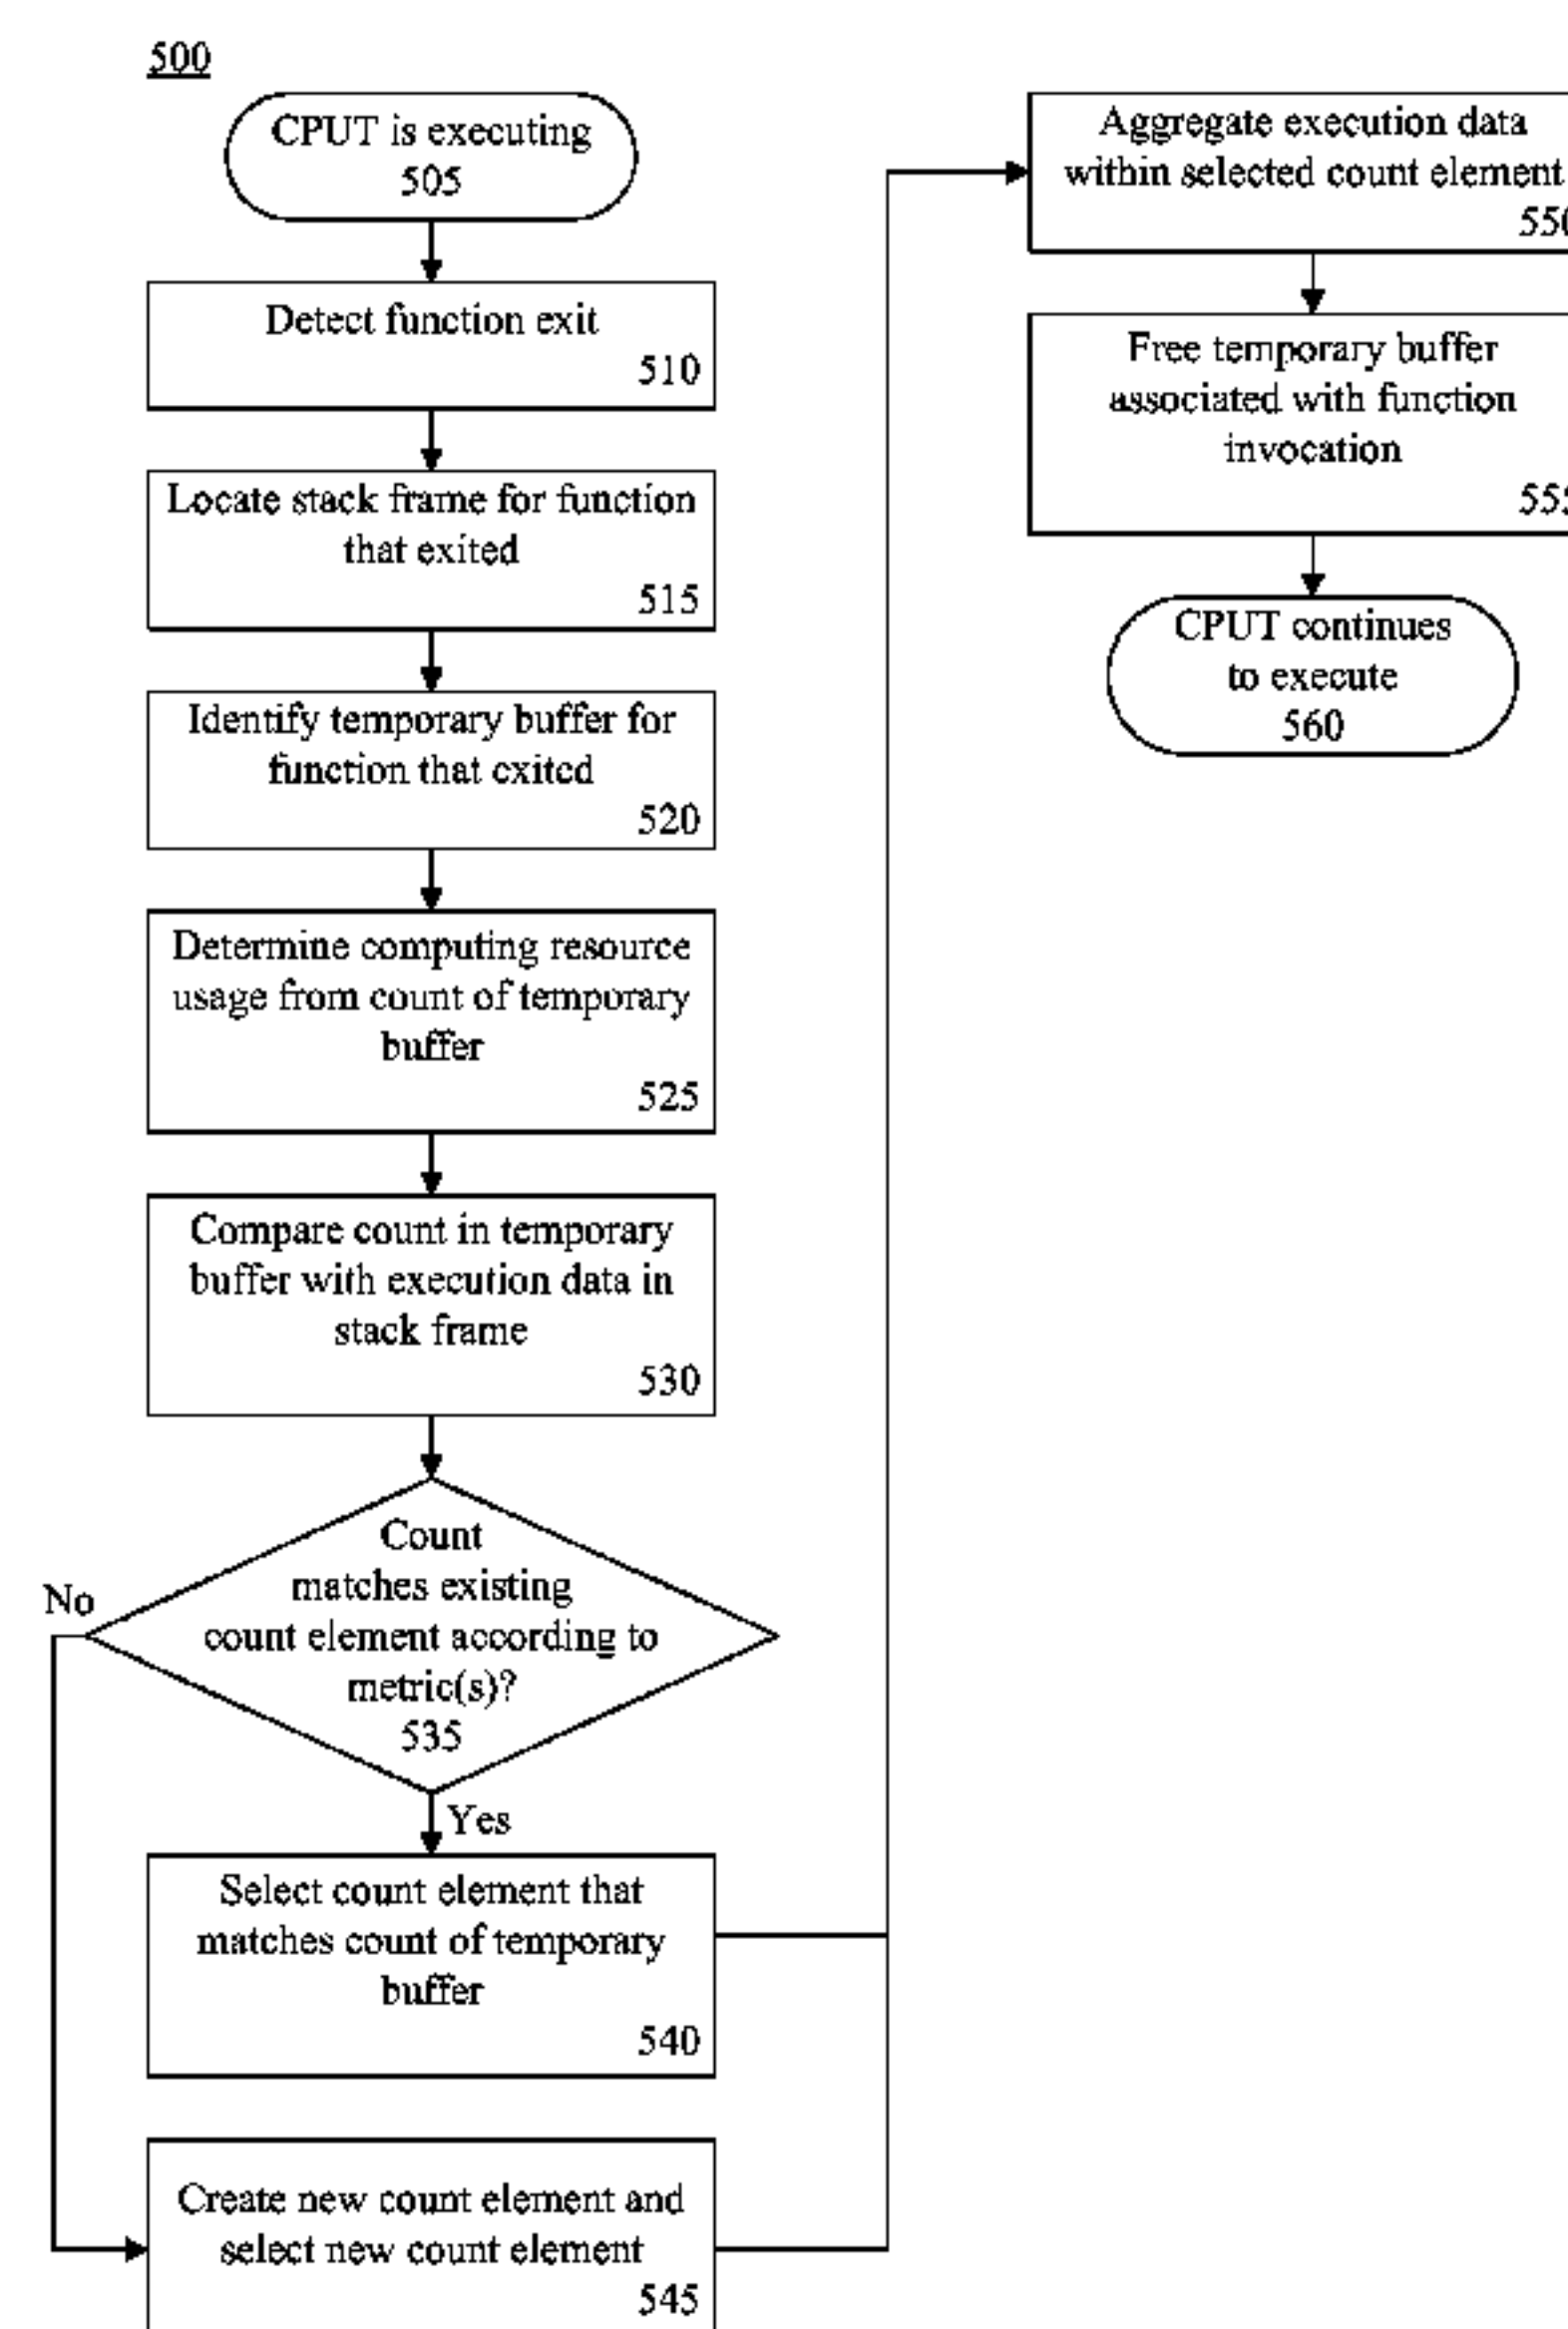 500
CPUT is executing
505
Detect function exit
510
Locate stack frame for function
that exited
515
Identify temporary buffer for
function that exited
520
Determine computing resource
usage from count of temporary
buffer
525
Compare count in temporary
buffer with execution data in
stack frame
530
Count
matches existing
count element according to
metric(s)?
535
No
Yes
Select count element that
matches count of temporary
buffer
540
Create new count element and
select new count element
545
Aggregate execution data
within selected count element
550
Free temporary buffer
associated with function
invocation
555
CPUT continues
to execute
560